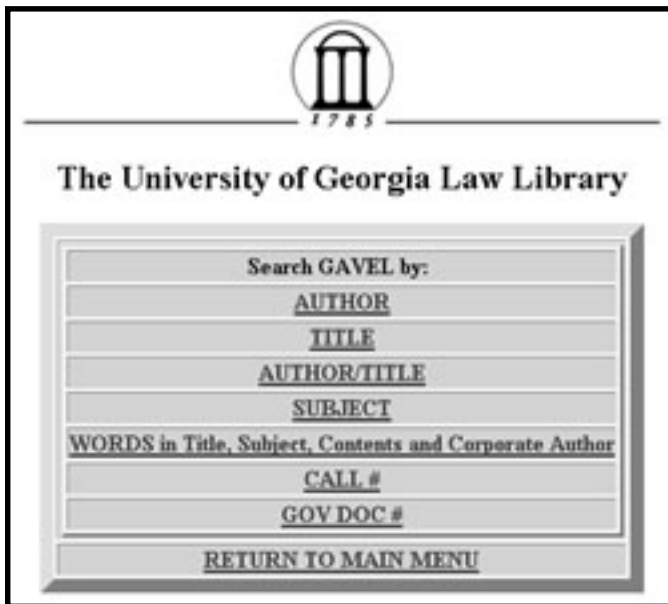 1785
The University of Georgia Law Library
Search GAVEL by:
AUTHOR
TITLE
AUTHOR/TITLE
SUBJECT
WORDS in Title, Subject, Contents and Corporate Author
CALL #
GOV DOC #
RETURN TO MAIN MENU